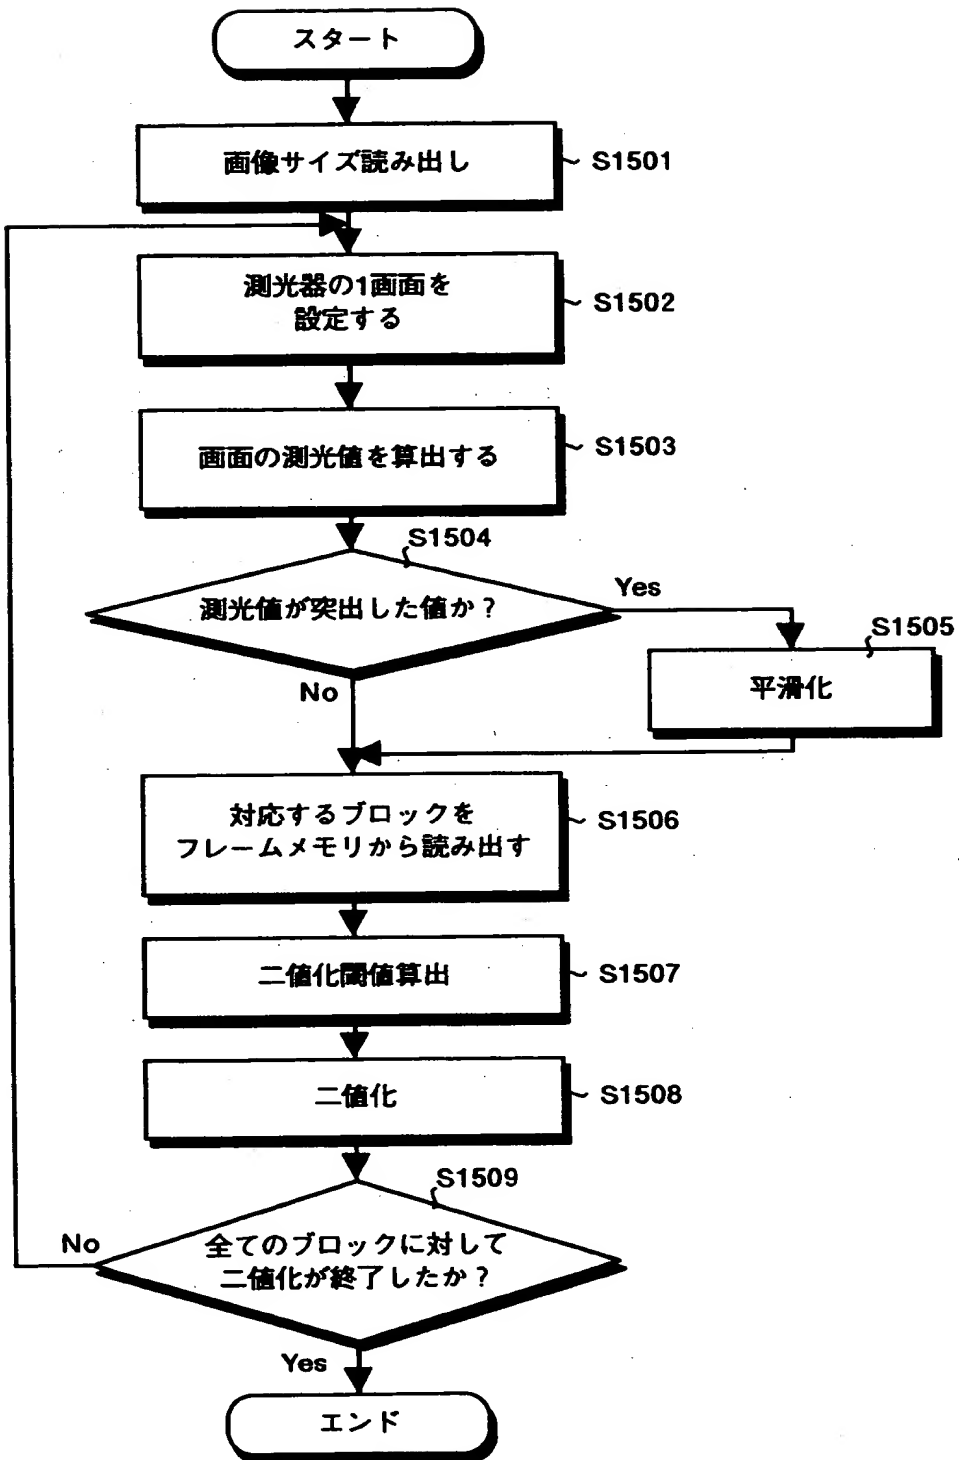 スタート
画像サイズ読み出し
S1501
測光器の1画面を
設定する
S1502
画面の測光値を算出する
S1503
S1504
測光値が突出した値か？
Yes
No
S1505
平滑化
対応するブロックを
フレームメモリから読み出す
S1506
二値化閾値算出
S1507
二値化
S1508
S1509
全てのブロックに対して
二値化が終了したか？
No
Yes
エンド